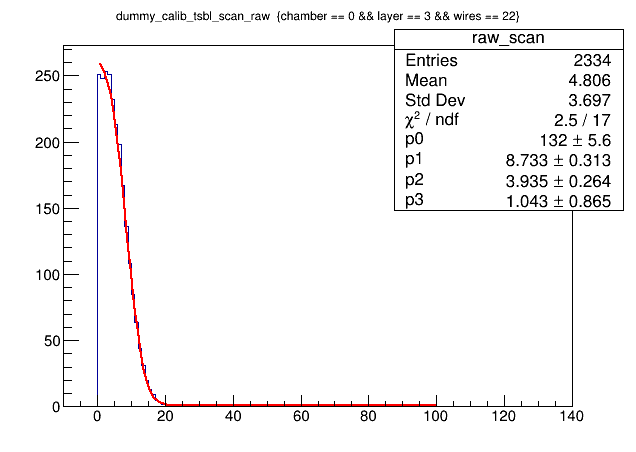 dummy_calib_tsbl_scan_raw {chamber == 0 && layer == 3 && wires == 22}
raw_scan
Entries 2334
Mean 4.806
Std Dev 3.697
χ² / ndf 2.5 / 17
p0 132 ± 5.6
p1 8.733 ± 0.313
p2 3.935 ± 0.264
p3 1.043 ± 0.865
250
200
150
100
50
0
0 20 40 60 80 100 120 140